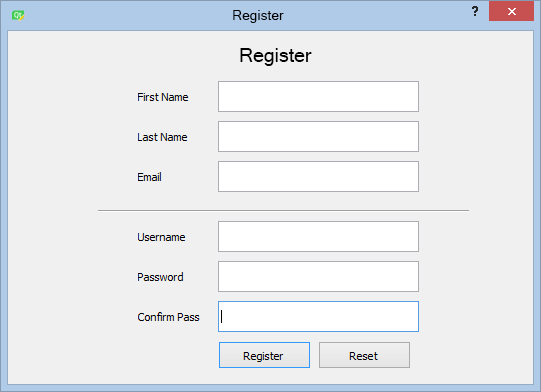 Register
?
Register
First Name
Last Name
Email
Username
Password
Confirm Pass
Register Reset